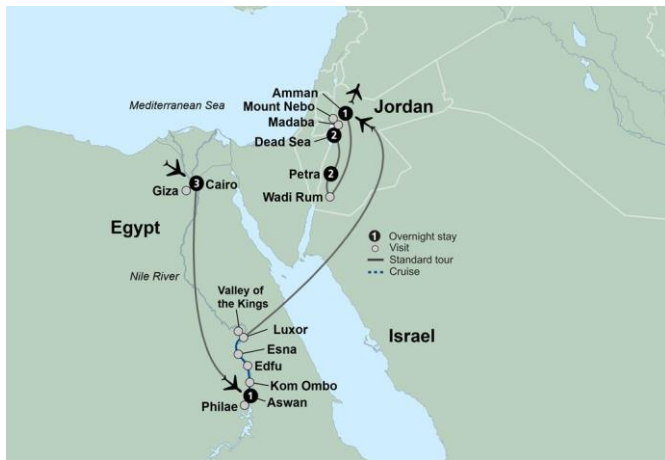 Amman
Mount Nebo
Madaba
Dead Sea
1
Jordan
2
Mediterranean Sea
Petra
2
Wadi Rum
Giza
3
Cairo
Egypt
Nile River
1 Overnight stay
Visit
Standard tour
Cruise
Valley of
the Kings
Luxor
Israel
Esna
Edfu
Kom Ombo
1
Aswan
Philae